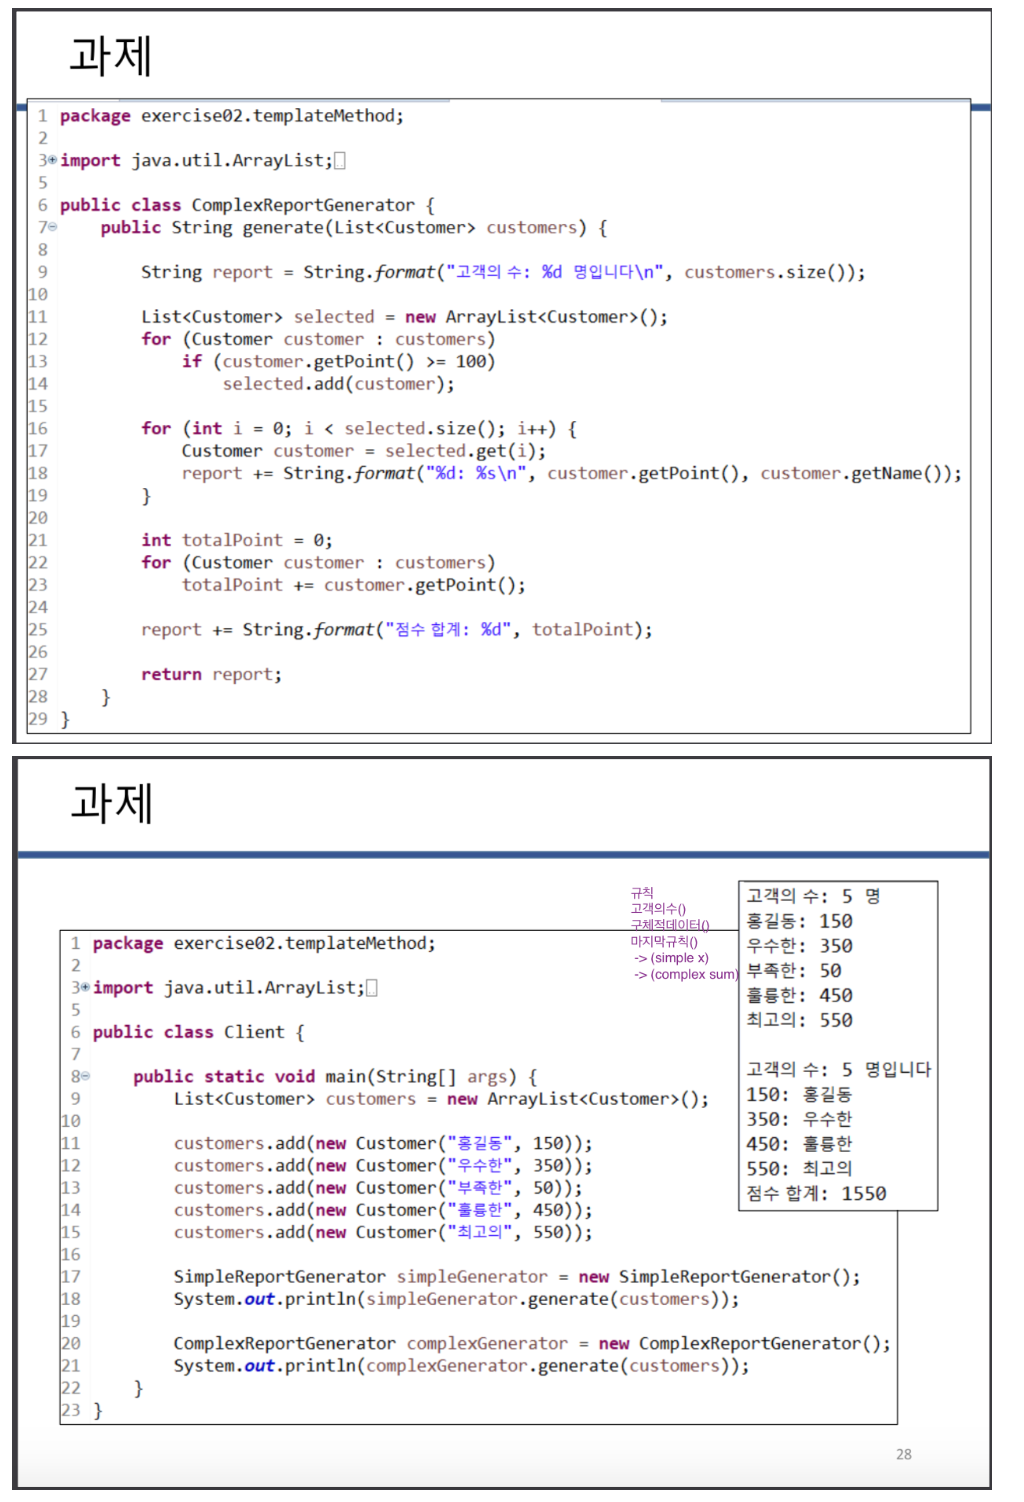 과제
1 package exercise02.templateMethod;
2
3 import java.util.ArrayList;
5
6 public class ComplexReportGenerator {
7 public String generate(List<Customer> customers) {
8
9 String report = String.format("고객의 수: %d 명입니다\n", customers.size());
10
11 List<Customer> selected = new ArrayList<Customer>();
12 for (Customer customer : customers)
13 if (customer.getPoint() >= 100)
14 selected.add(customer);
15
16 for (int i = 0; i < selected.size(); i++) {
17 Customer customer = selected.get(i);
18 report += String.format("%d: %s\n", customer.getPoint(), customer.getName());
19 }
20
21 int totalPoint = 0;
22 for (Customer customer : customers)
23 totalPoint += customer.getPoint();
24
25 report += String.format("점수 합계: %d", totalPoint);
26
27 return report;
28 }
29 }
과제
규칙
고객의수()
구체적데이터()
마지막규칙()
-> (simple x)
-> (complex sum)
고객의 수: 5 명
홍길동: 150
우수한: 350
부족한: 50
훌륭한: 450
최고의: 550
고객의 수: 5 명입니다
150: 홍길동
350: 우수한
450: 훌륭한
550: 최고의
점수 합계: 1550
1 package exercise02.templateMethod;
2
3 import java.util.ArrayList;
5
6 public class Client {
7
8 public static void main(String[] args) {
9 List<Customer> customers = new ArrayList<Customer>();
10
11 customers.add(new Customer("홍길동", 150));
12 customers.add(new Customer("우수한", 350));
13 customers.add(new Customer("부족한", 50));
14 customers.add(new Customer("훌륭한", 450));
15 customers.add(new Customer("최고의", 550));
16
17 SimpleReportGenerator simpleGenerator = new SimpleReportGenerator();
18 System.out.println(simpleGenerator.generate(customers));
19
20 ComplexReportGenerator complexGenerator = new ComplexReportGenerator();
21 System.out.println(complexGenerator.generate(customers));
22 }
23 }
28